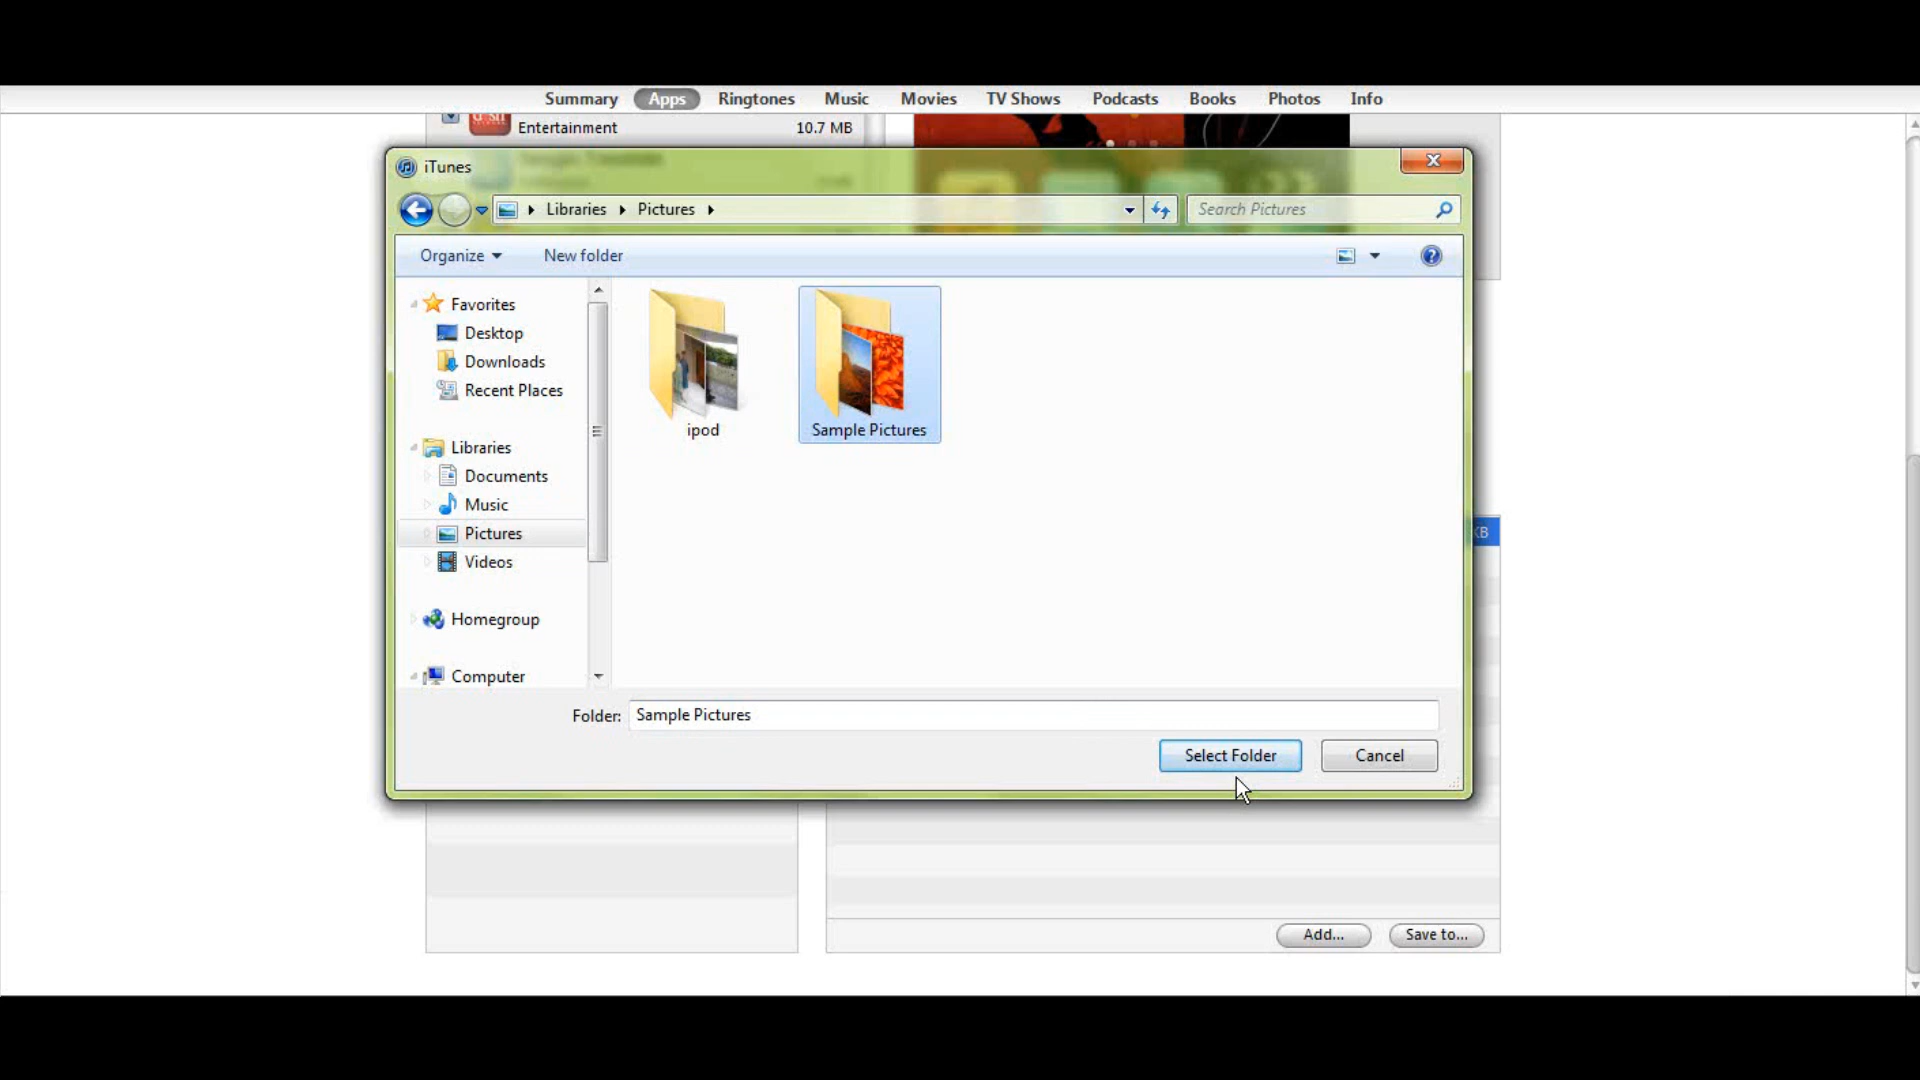 Summary Apps Ringtones Music Movies TV Shows Podcasts Books Photos Info
Entertainment 10.7 MB
iTunes
Libraries Pictures
Search Pictures
Organize New folder
Favorites
Desktop
Downloads
Recent Places
Libraries
Documents
Music
Pictures
Videos
Homegroup
Computer
ipod
Sample Pictures
KB
Folder: Sample Pictures
Select Folder Cancel
Add... Save to...